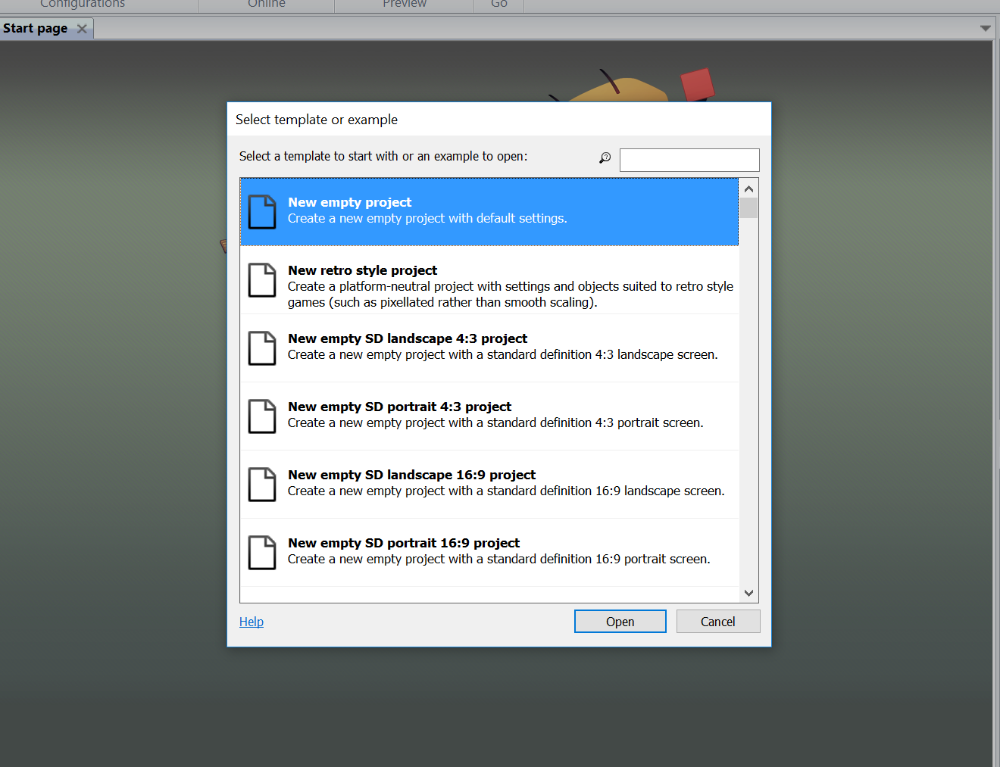 Configurations
Online
Preview
Go
Start page
Select template or example
Select a template to start with or an example to open:
New empty project
Create a new empty project with default settings.
New retro style project
Create a platform-neutral project with settings and objects suited to retro style
games (such as pixellated rather than smooth scaling).
New empty SD landscape 4:3 project
Create a new empty project with a standard definition 4:3 landscape screen.
New empty SD portrait 4:3 project
Create a new empty project with a standard definition 4:3 portrait screen.
New empty SD landscape 16:9 project
Create a new empty project with a standard definition 16:9 landscape screen.
New empty SD portrait 16:9 project
Create a new empty project with a standard definition 16:9 portrait screen.
Help
Open
Cancel